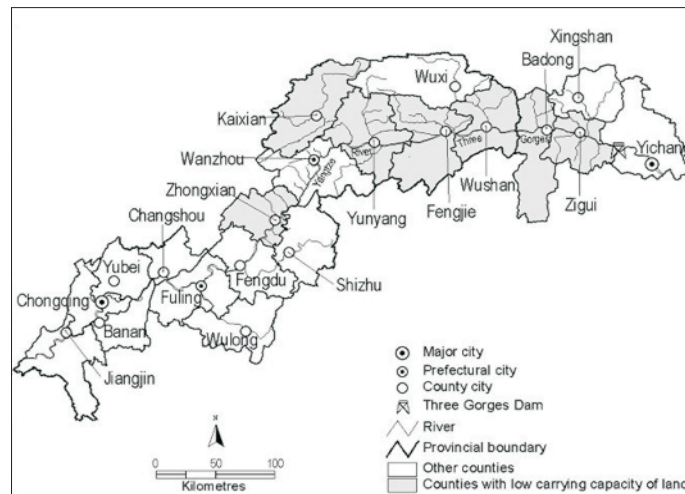 Xingshan
Badong
Wuxi
Kaixian
Yichang
Wanzhou
River
Three
Gorges
Yangze
Zhongxian
Wushan
Changshou
Yunyang
Fengjie
Zigui
Yubei
Shizhu
Chongqing
Fuling
Fengdu
Banan
Wulong
Jiangjin
Major city
Prefectural city
County city
Three Gorges Dam
River
Provincial boundary
Other counties
Counties with low carrying capacity of land
N
0 50 100
Kilometres